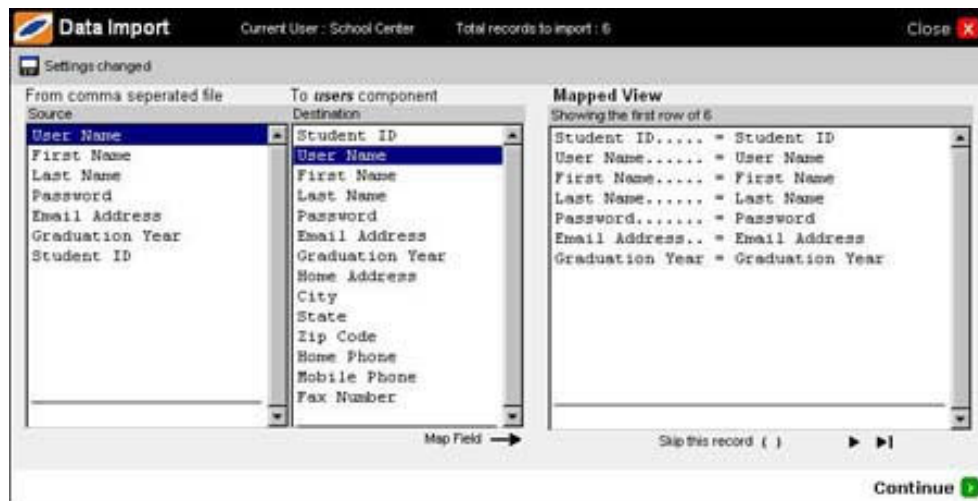 Data Import Current User : School Center Total records to import : 6 Close X
Settings changed
From comma seperated file
Source
User Name
First Name
Last Name
Password
Email Address
Graduation Year
Student ID
To users component
Destination
Student ID
User Name
First Name
Last Name
Password
Email Address
Graduation Year
Home Address
City
State
Zip Code
Home Phone
Mobile Phone
Fax Number
Map Field
Mapped View
Showing the first row of 6
Student ID..... = Student ID
User Name...... = User Name
First Name..... = First Name
Last Name...... = Last Name
Password....... = Password
Email Address.. = Email Address
Graduation Year = Graduation Year
Skip this record ( )
Continue